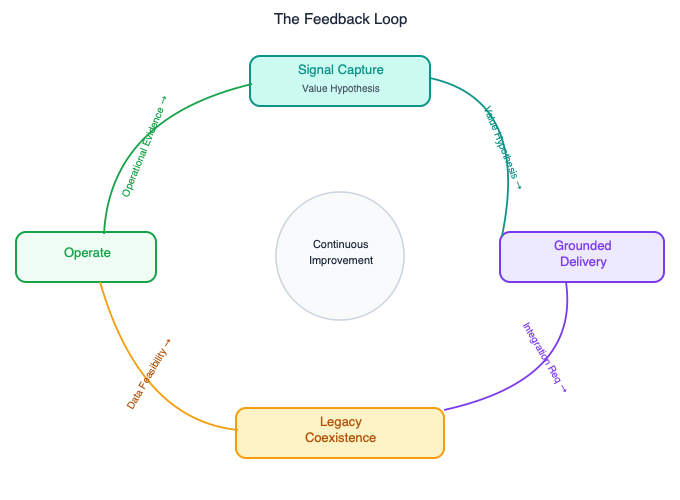 The Feedback Loop
Signal Capture
Value Hypothesis
Operational Evidence →
Value Hypothesis →
Continuous
Improvement
Operate
Grounded
Delivery
Data Feasibility →
Integration Req →
Legacy
Coexistence